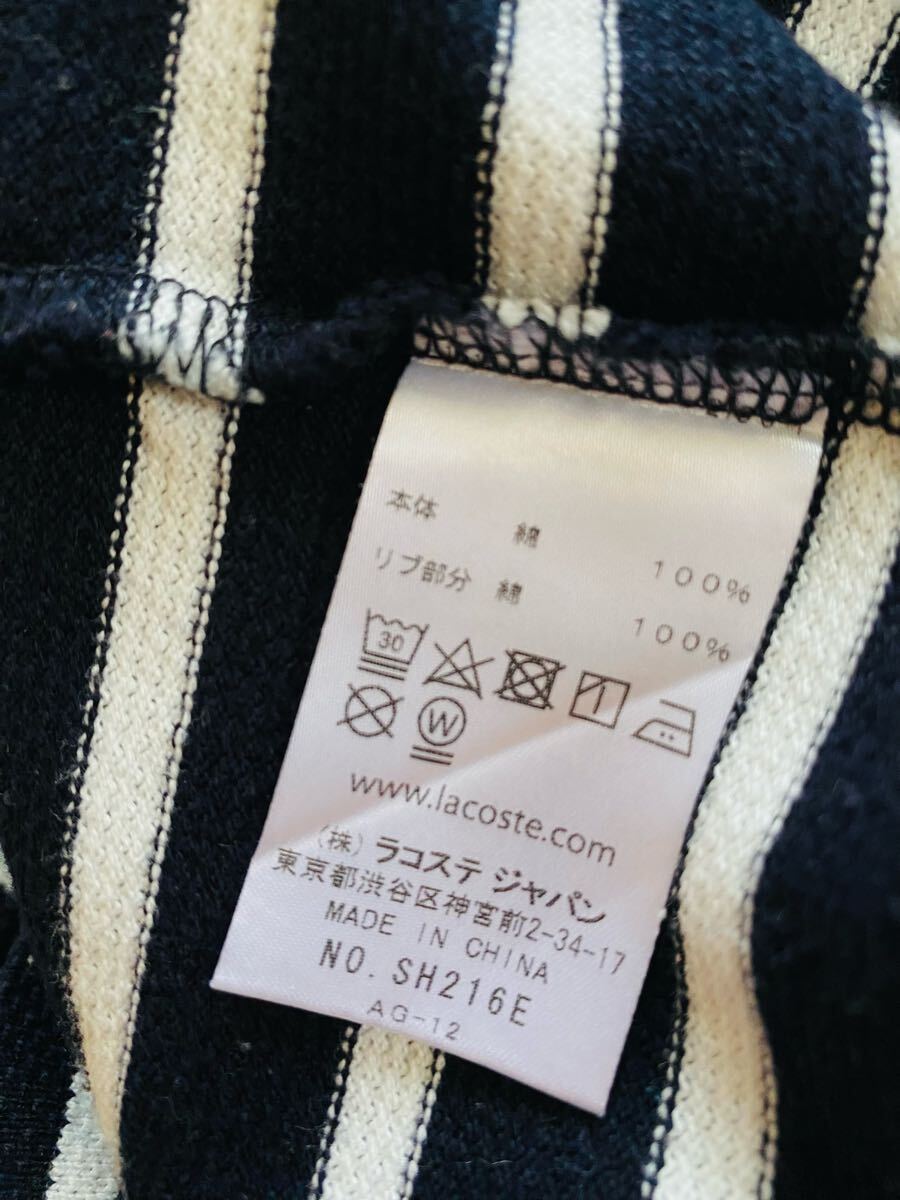 本体 綿 100%
リブ部分 綿 100%
30
W
www.lacoste.com
(株) ラコステ ジャパン
東京都渋谷区神宮前2-34-17
MADE IN CHINA
NO. SH216E
AG-12